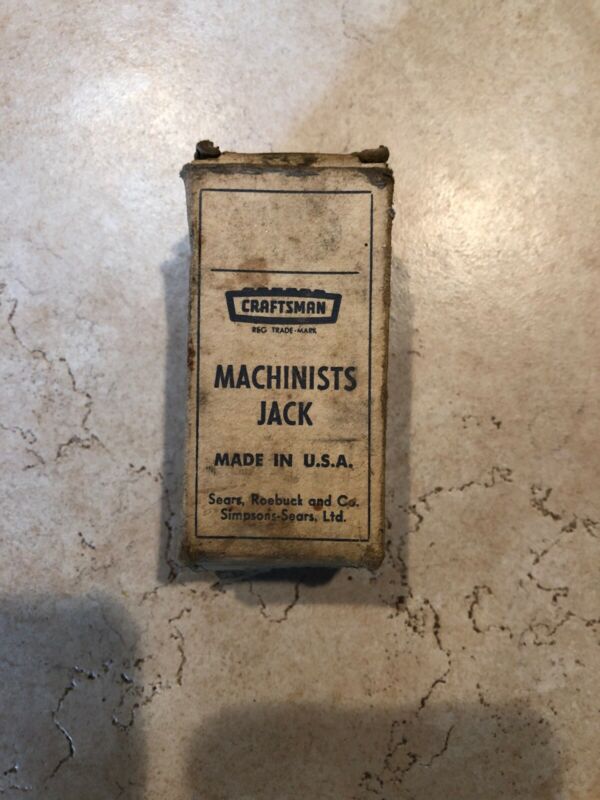 CRAFTSMAN
REG TRADE-MARK
MACHINISTS
JACK
MADE IN U.S.A.
Sears, Roebuck and Co.
Simpsons-Sears, Ltd.